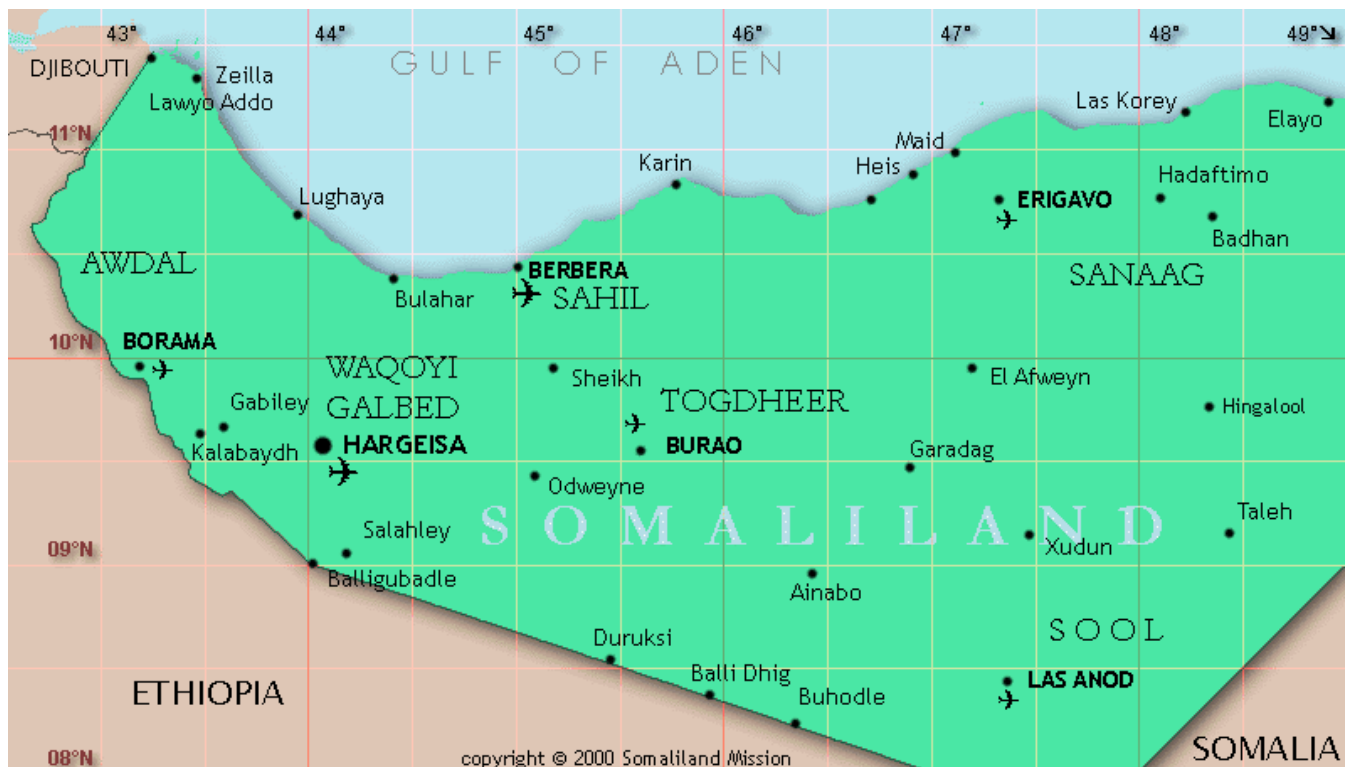 43° 44° 45° 46° 47° 48° 49°↘
GULF OF ADEN
DJIBOUTI
Zeilla
Lawyo Addo
Las Korey
Elayo
11°N
Maid
Karin
Heis
Hadaftimo
Lughaya
ERIGAVO
Badhan
AWDAL
BERBERA
SANAAG
Bulahar
SAHIL
10°N
BORAMA
WAQOYI
GALBED
Sheikh
El Afweyn
TOGDHEER
Gabiley
Hingalool
Kalabaydh
HARGEISA
BURAO
Garadag
Odweyne
SOMALILAND
Taleh
Salahley
09°N
Xudun
Balligubadle
Ainabo
Duruksi
SOOL
Balli Dhig
LAS ANOD
ETHIOPIA
Buhodle
08°N
copyright © 2000 Somaliland Mission
SOMALIA